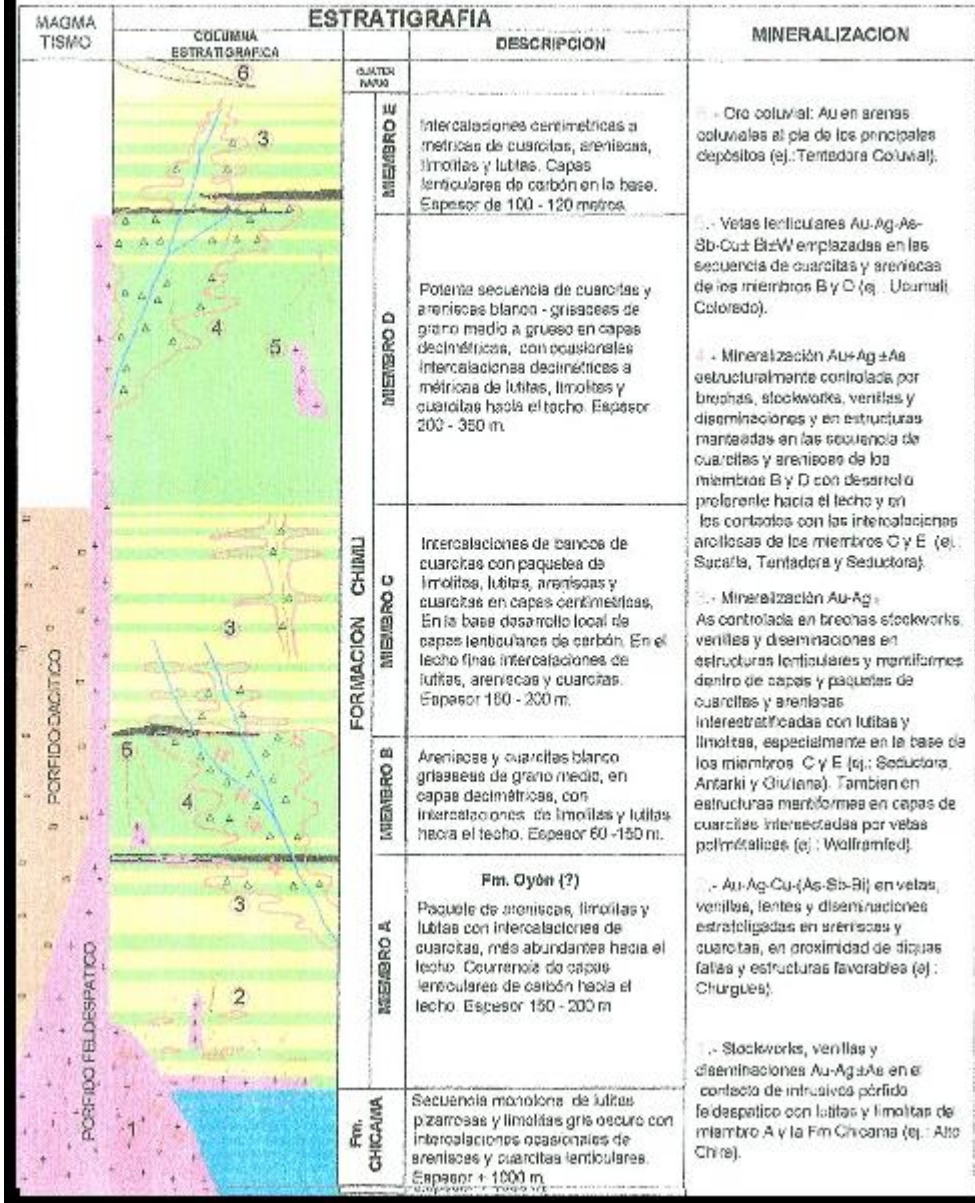 MAGMA
TISMO
ESTRATIGRAFIA
COLUMNA
ESTRATIGRAFICA
DESCRIPCION
MINERALIZACION
CUATER
NARIO
FORMACION CHIMU
MIEMBRO E
Intercalaciones centimetricas a
metricas de cuarcitas, areniscas,
limolitas y lutitas. Capas
lenticulares de carbón en la base.
Espesor de 100 - 120 metros.
MIEMBRO D
Potente secuencia de cuarcitas y
areniscas blanco - grisaceas de
grano medio a grueso en capas
decimétricas, con ocasionales
intercalaciones decimétricas a
métricas de lutitas, limolitas y
cuarcitas hacia el techo. Espesor
200 - 350 m.
MIEMBRO C
Intercalaciones de bancos de
cuarcitas con paquetes de
limolitas, lutitas, areniscas y
cuarcitas en capas centimetricas,
En la base desarrollo local de
capas lenticulares de carbón. En el
techo finas intercalaciones de
lutitas, areniscas y cuarcitas.
Espesor 160 - 200 m.
MIEMBRO B
Areniscas y cuarcitas blanco
grisaseas de grano medio, en
capas decimétricas, con
intercalaciones de limolitas y lutitas
hacia el techo. Espesor 60 -150 m.
MIEMBRO A
Fm. Oyón (?)
Paquete de areniscas, limolitas y
lutitas con intercalaciones de
cuarcitas, más abundantes hacia el
techo. Ocurrencia de capas
lenticulares de carbón hacia el
techo. Espesor 150 - 200 m
Fm.
CHICAMA
Secuencia monotona de lutitas
pizarrosas y limolitas gris oscuro con
intercalaciones ocasionales de
areniscas y cuarcitas lenticulares.
Espesor + 1000 m.
.- Oro coluvial: Au en arenas
coluviales al pie de los principales
depósitos (ej.:Tentadora Coluvial).
.- Vetas lenticulares Au-Ag-As-
Sb-Cu± Bi±W emplazadas en las
secuencia de cuarcitas y areniscas
de los miembros B y D (ej.: Ucumali,
Colorado).
4.- Mineralización Au+Ag ±As
estructuralmente controlada por
brechas, stockworks, venillas y
diseminaciones y en estructuras
manteadas en las secuencia de
cuarcitas y areniscas de los
miembros B y D con desarrollo
preferente hacia el techo y en
los contactos con las intercalaciones
arcillosas de los miembros C y E (ej.:
Tentadora y Seductora).
.- Mineralización Au-Ag
As controlada en brechas stockworks,
venillas y diseminaciones en
estructuras lenticulares y mantiformes
dentro de capas y paquetes de
cuarcitas y areniscas
interestratificadas con lutitas y
limolitas, especialmente en la base de
los miembros C y E (ej.: Seductora,
Antarki y Giuliana). Tambien en
estructuras mantiformes en capas de
cuarcitas intersectadas por vetas
polimétalicas (ej.: Wolframfed).
.- Au-Ag-Cu-(As-Sb-Bi) en vetas,
venillas, lentes y diseminaciones
estratoligadas en areniscas y
cuarcitas, en proximidad de diques
fallas y estructuras favorables (ej.:
Churgues).
.- Stockworks, venillas y
diseminaciones Au-Ag±As en el
contacto de intrusivos pórfido
feldespatico con lutitas y limolitas del
miembro A y la Fm Chicama (ej.: Alto
PORFIDO DACITICO
PORFIDO FELDESPATICO
6
3
4
5
3
6
4
3
2
1